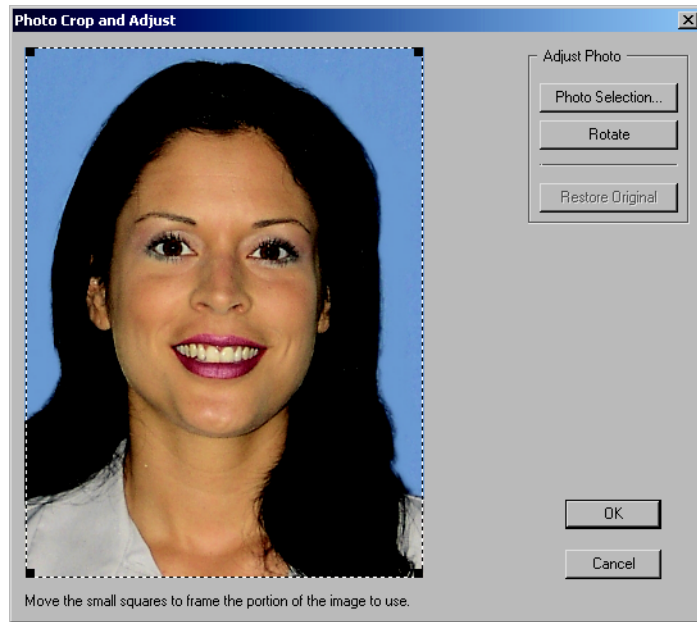 Photo Crop and Adjust
Adjust Photo
Photo Selection...
Rotate
Restore Original
OK
Cancel
Move the small squares to frame the portion of the image to use.